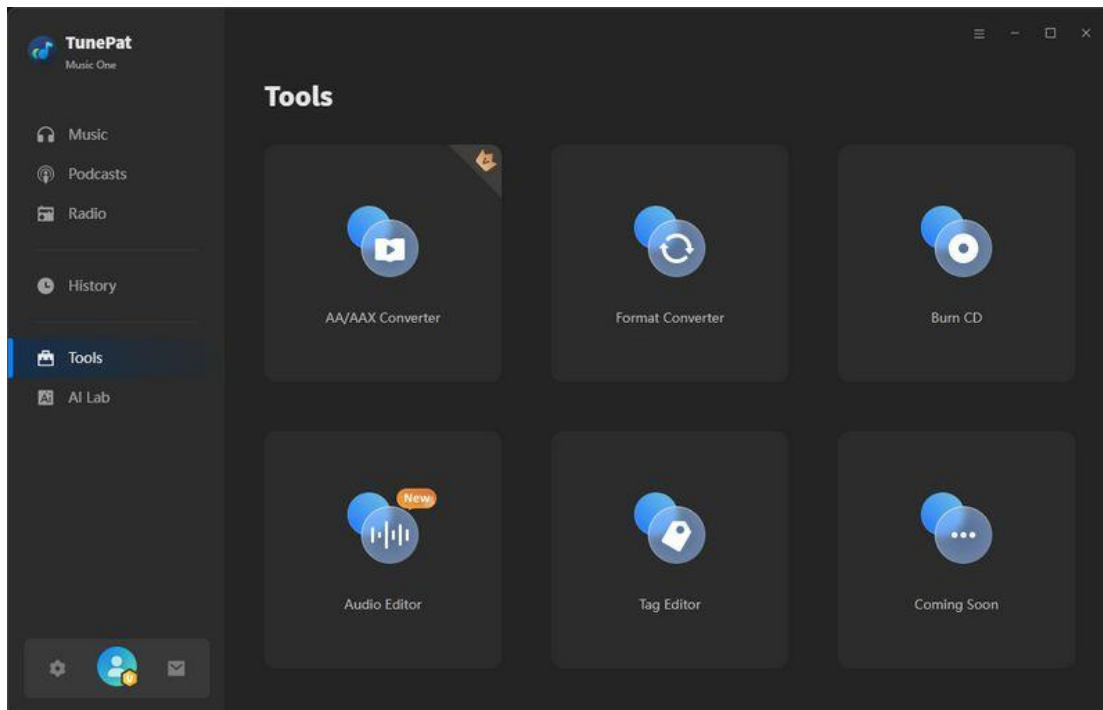 TunePat
Music One
Music
Podcasts
Radio
History
Tools
AI Lab
Tools
AA/AAX Converter
Format Converter
Burn CD
New
Audio Editor
Tag Editor
Coming Soon